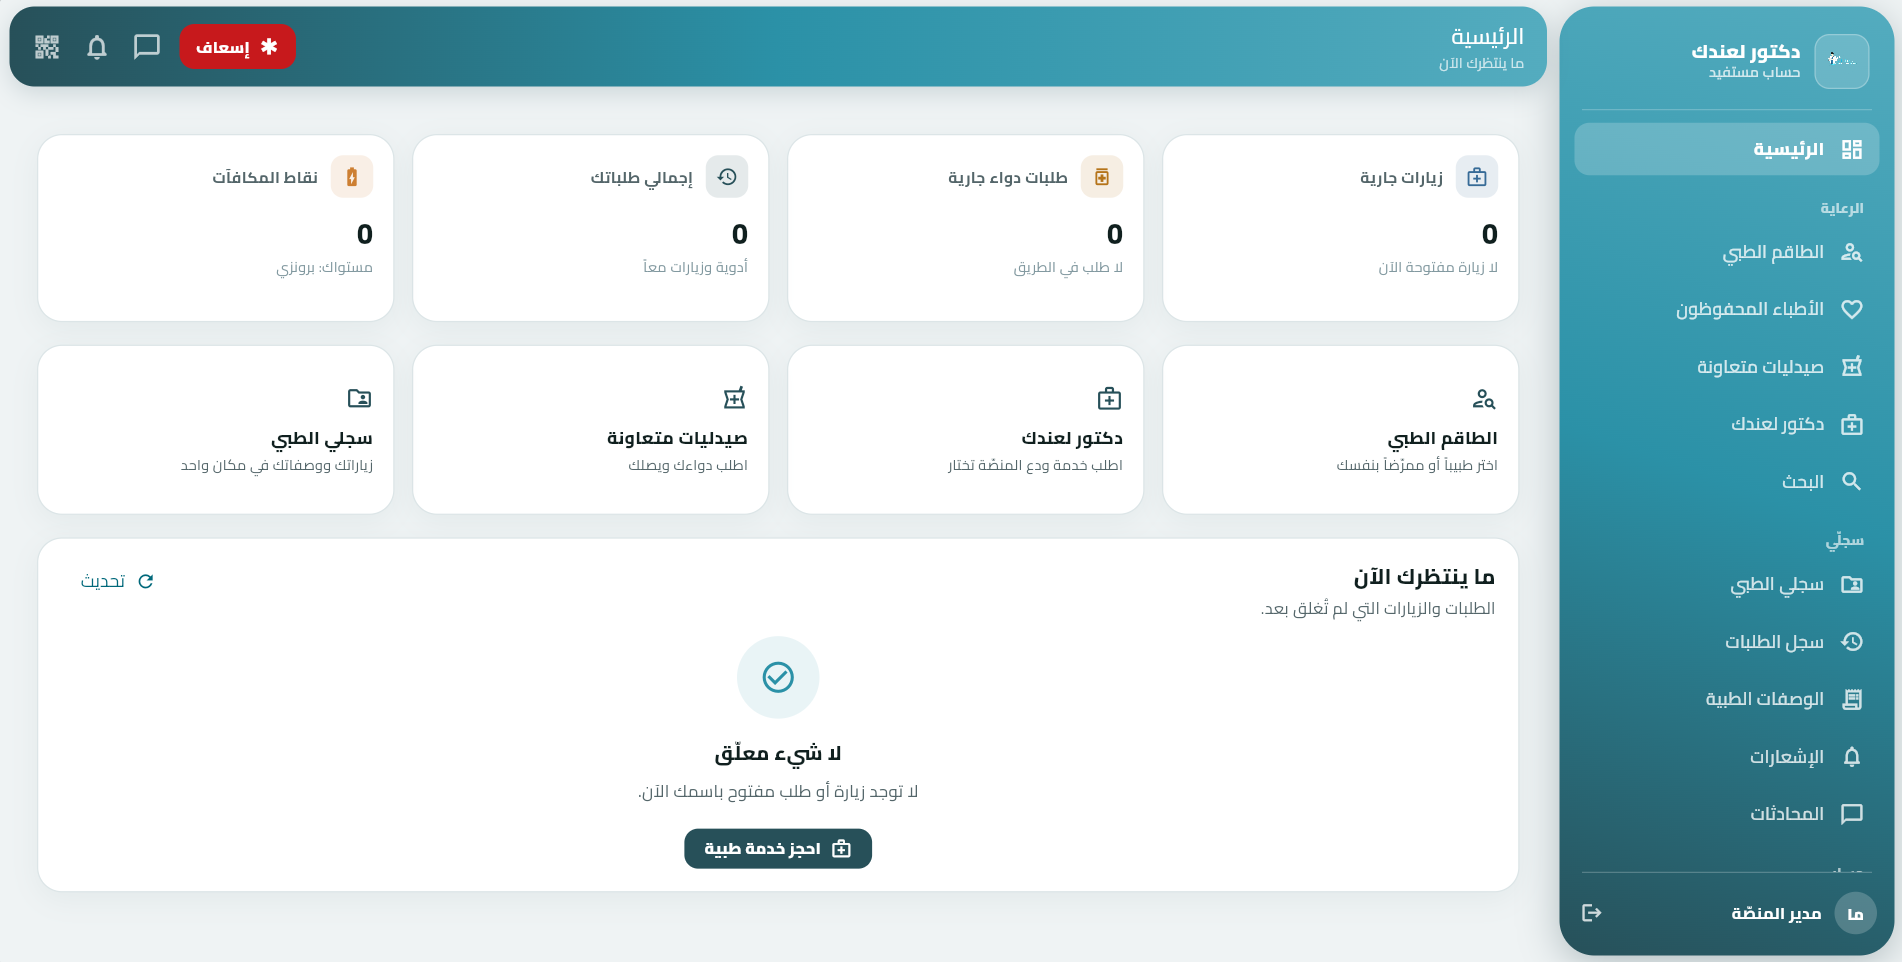 دكتور لعندك
حساب مستفيد
الرئيسية
الرعاية
الطاقم الطبي
الأطباء المحفوظون
صيدليات متعاونة
دكتور لعندك
البحث
سجلّي
سجلي الطبي
سجل الطلبات
الوصفات الطبية
الإشعارات
المحادثات
مدير المنصّة
ما
الرئيسية
ما ينتظرك الآن
إسعاف
زيارات جارية
0
لا زيارة مفتوحة الآن
طلبات دواء جارية
0
لا طلب في الطريق
إجمالي طلباتك
0
أدوية وزيارات معاً
نقاط المكافآت
0
مستواك: برونزي
الطاقم الطبي
اختر طبيباً أو ممرّضاً بنفسك
دكتور لعندك
اطلب خدمة ودع المنصّة تختار
صيدليات متعاونة
اطلب دواءك ويصلك
سجلي الطبي
زياراتك ووصفاتك في مكان واحد
ما ينتظرك الآن
الطلبات والزيارات التي لم تُغلق بعد.
تحديث
لا شيء معلّق
لا توجد زيارة أو طلب مفتوح باسمك الآن.
احجز خدمة طبية